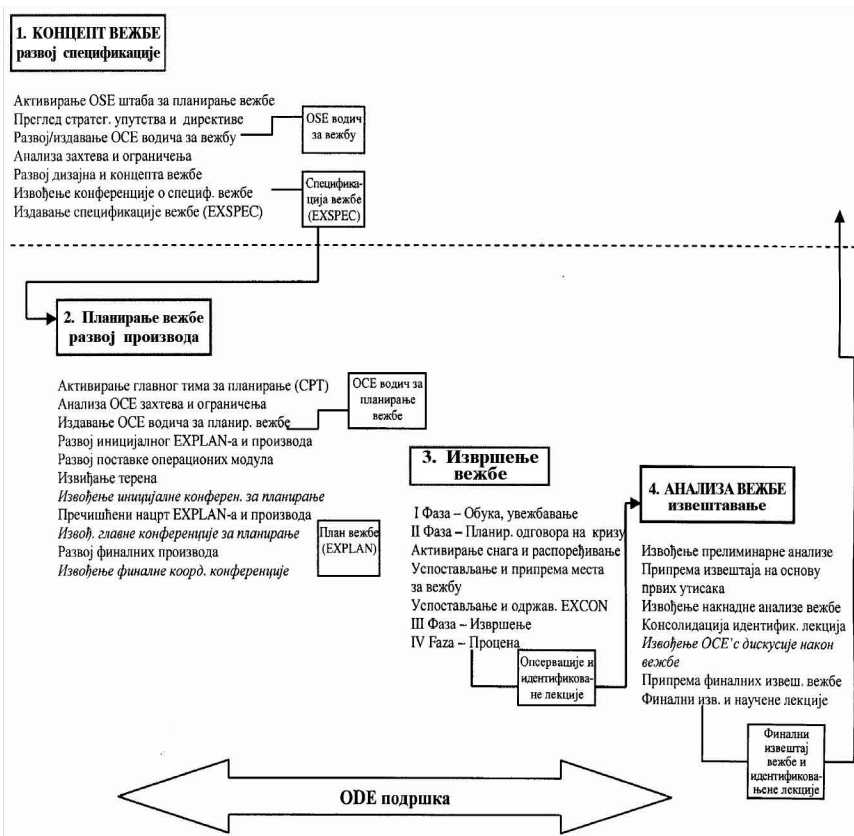 1. КОНЦЕПТ ВЕЖБЕ
развој спецификације
Активирање OSE штаба за планирање вежбе
Преглед стратег. упутства и директиве
Развој/издавање ОСЕ водича за вежбу
Анализа захтева и ограничења
Развој дизајна и концепта вежбе
Извођење конференције о специф. вежбе
Издавање спецификације вежбе (EXSPEC)
OSE водич
за вежбу
Специфика-
ција вежбе
(EXSPEC)
2. Планирање вежбе
развој производа
Активирање главног тима за планирање (CPT)
Анализа ОСЕ захтева и ограничења
Издавање ОСЕ водича за планир. вежбе
Развој иницијалног EXPLAN-а и производа
Развој поставке операционих модула
Извиђање терена
Извођење иницијалне конферен. за планирање
Пречишћени нацрт EXPLAN-а и производа
Извођ. главне конференције за планирање
Развој финалних производа
Извођење финалне коорд. конференције
ОСЕ водич за
планирање
вежбе
План вежбе
(EXPLAN)
3. Извршење
вежбе
I Фаза – Обука, увежбавање
II Фаза – Планир. одговора на кризу
Активирање снага и распоређивање
Успостављање и припрема места
за вежбу
Успостављање и одржав. EXCON
III Фаза – Извршење
IV Faza – Процена
Опсервације и
идентификова-
не лекције
4. АНАЛИЗА ВЕЖБЕ
извештавање
Извођење прелиминарне анализе
Припрема извештаја на основу
првих утисака
Извођење накнадне анализе вежбе
Консолидација идентифик. лекција
Извођење ОСЕ’с дискусије након
вежбе
Припрема финалних извеш. вежбе
Финални изв. и научене лекције
Финални
извештај
вежбе и
идентификова-
њене лекције
ODE подршка